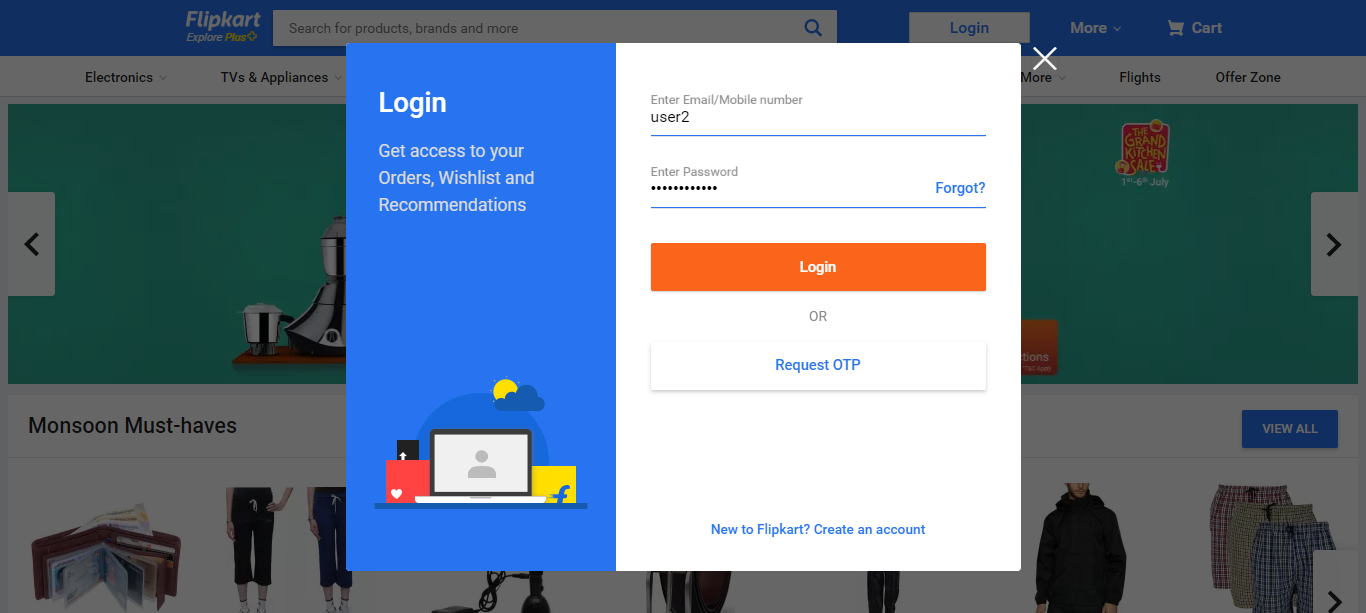 Flipkart
Explore Plus
Search for products, brands and more
Login
More
Cart
Electronics
TVs & Appliances
More
Flights
Offer Zone
Login
Get access to your
Orders, Wishlist and
Recommendations
Enter Email/Mobile number
user2
Enter Password
••••••••••••
Forgot?
Login
OR
Request OTP
New to Flipkart? Create an account
THE
GRAND
KITCHEN
SALE
1st-6th July
tions
*T&C Apply
Monsoon Must-haves
VIEW ALL